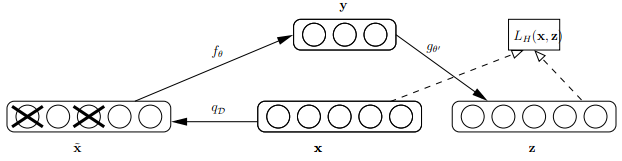 y
L_H(x, z)
f_θ
g_θ′
q_D
x̃
x
z